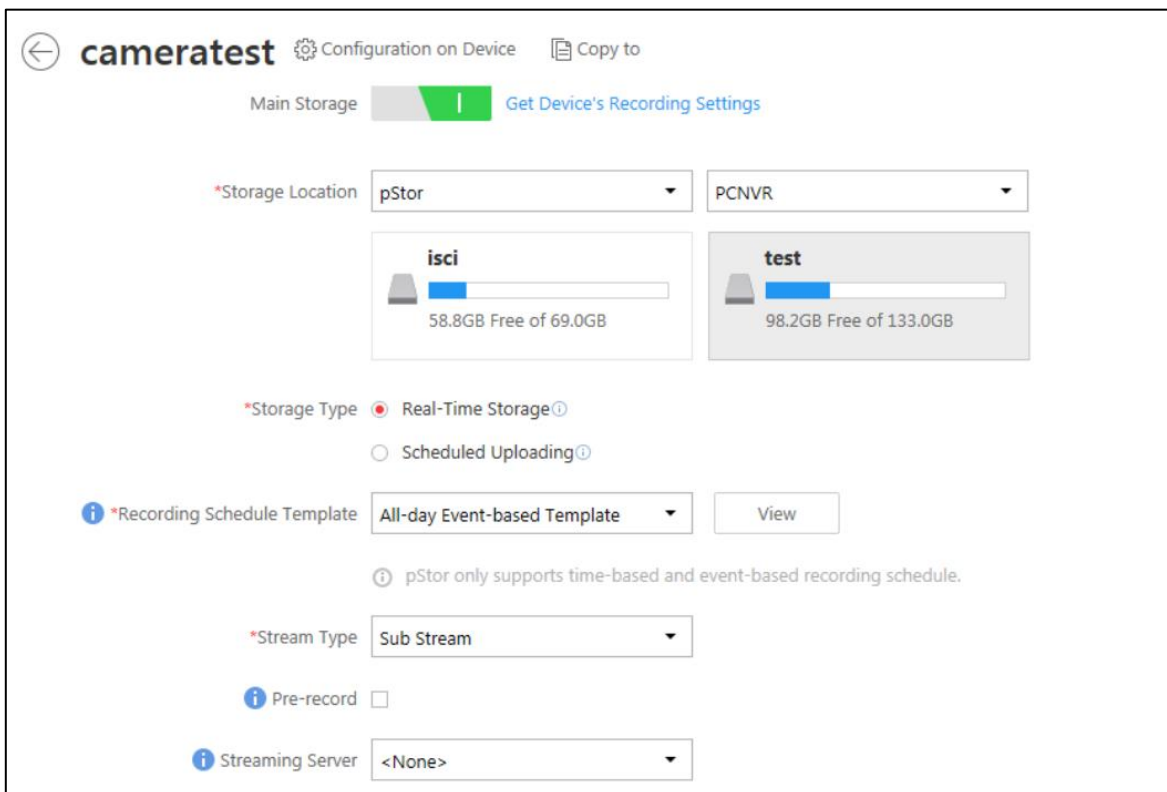 cameratest Configuration on Device Copy to
Main Storage Get Device's Recording Settings
*Storage Location pStor PCNVR
isci test
58.8GB Free of 69.0GB 98.2GB Free of 133.0GB
*Storage Type Real-Time Storage
Scheduled Uploading
*Recording Schedule Template All-day Event-based Template View
pStor only supports time-based and event-based recording schedule.
*Stream Type Sub Stream
Pre-record
Streaming Server <None>